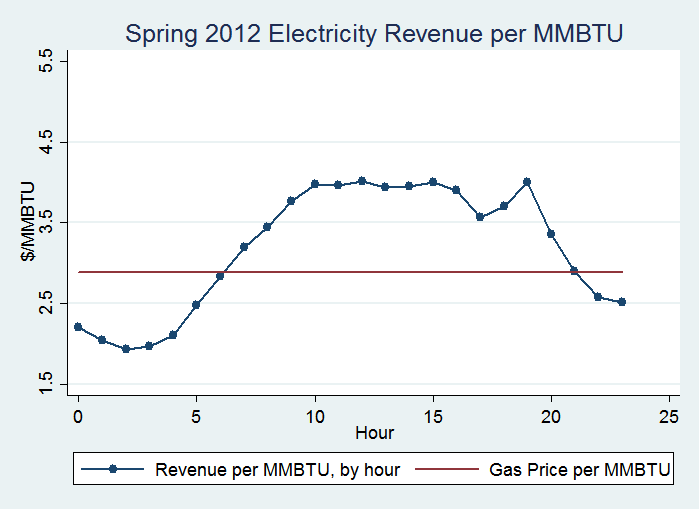 Spring 2012 Electricity Revenue per MMBTU
5.5
4.5
3.5
2.5
1.5
$/MMBTU
0 5 10 15 20 25
Hour
Revenue per MMBTU, by hour Gas Price per MMBTU